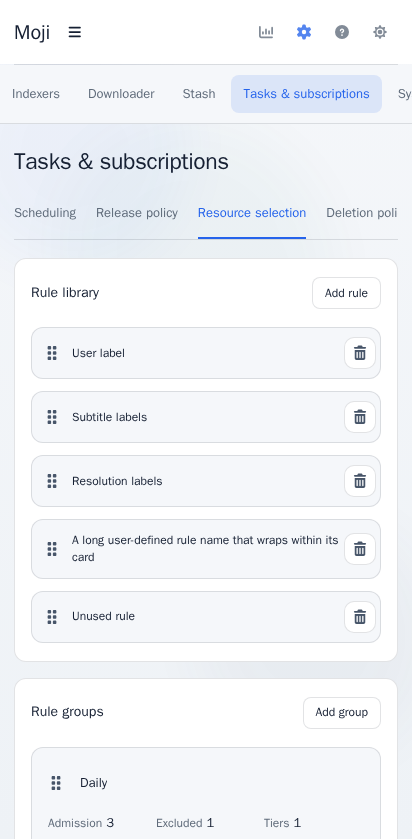 Moji
Indexers Downloader Stash Tasks & subscriptions Sy
Tasks & subscriptions
Scheduling Release policy Resource selection Deletion poli
Rule library Add rule
User label
Subtitle labels
Resolution labels
A long user-defined rule name that wraps within its
card
Unused rule
Rule groups Add group
Daily
Admission 3 Excluded 1 Tiers 1